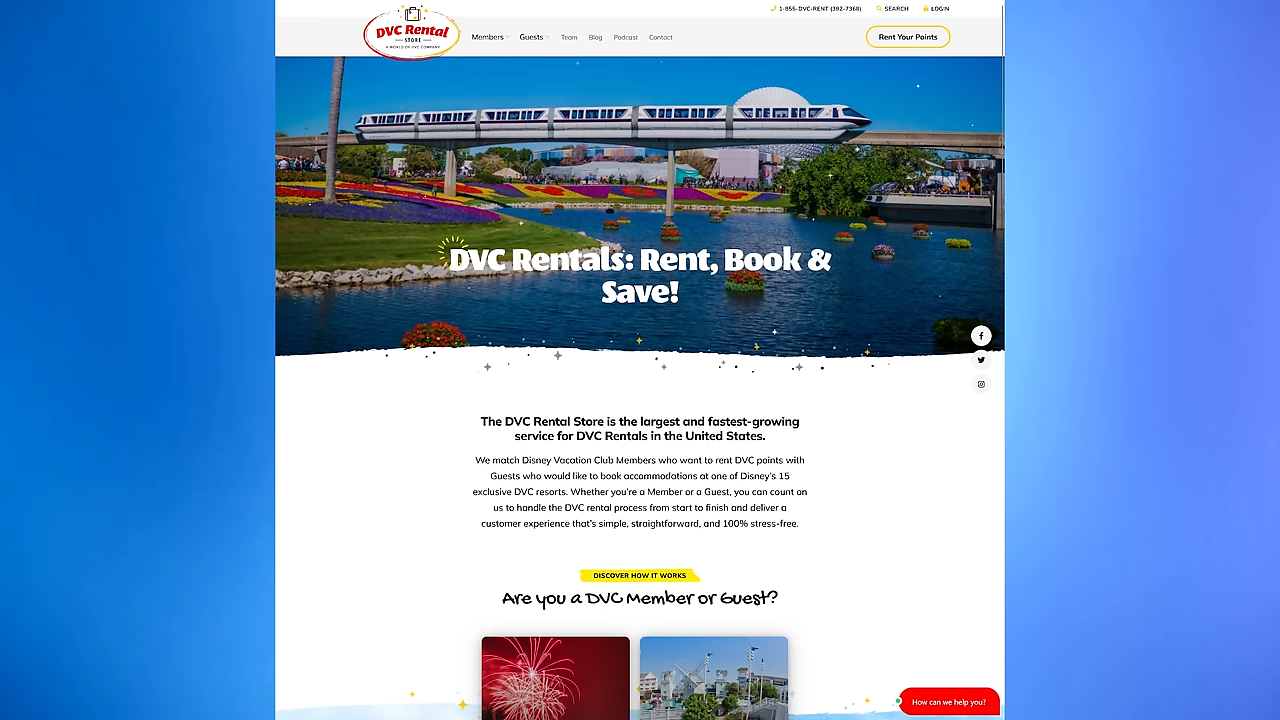 1-855-DVC-RENT (382-7368) SEARCH LOGIN
DVC Rental
STORE
A WORLD OF DVC COMPANY
Members Guests Team Blog Podcast Contact
Rent Your Points
DVC Rentals: Rent, Book &
Save!
The DVC Rental Store is the largest and fastest-growing
service for DVC Rentals in the United States.
We match Disney Vacation Club Members who want to rent DVC points with
Guests who would like to book accommodations at one of Disney's 15
exclusive DVC resorts. Whether you're a Member or a Guest, you can count on
us to handle the DVC rental process from start to finish and deliver a
customer experience that's simple, straightforward, and 100% stress-free.
DISCOVER HOW IT WORKS
Are you a DVC Member or Guest?
How can we help you?